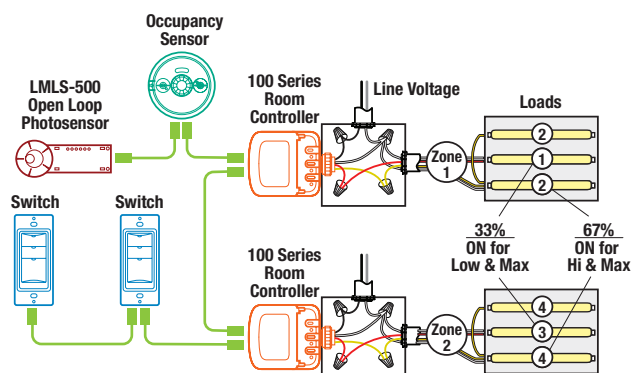 Occupancy
Sensor
LMLS-500
Open Loop
Photosensor
100 Series
Room
Controller
Line Voltage
Loads
2
1
2
Zone
1
Switch
Switch
33%
ON for
Low & Max
67%
ON for
Hi & Max
100 Series
Room
Controller
Zone
2
4
3
4